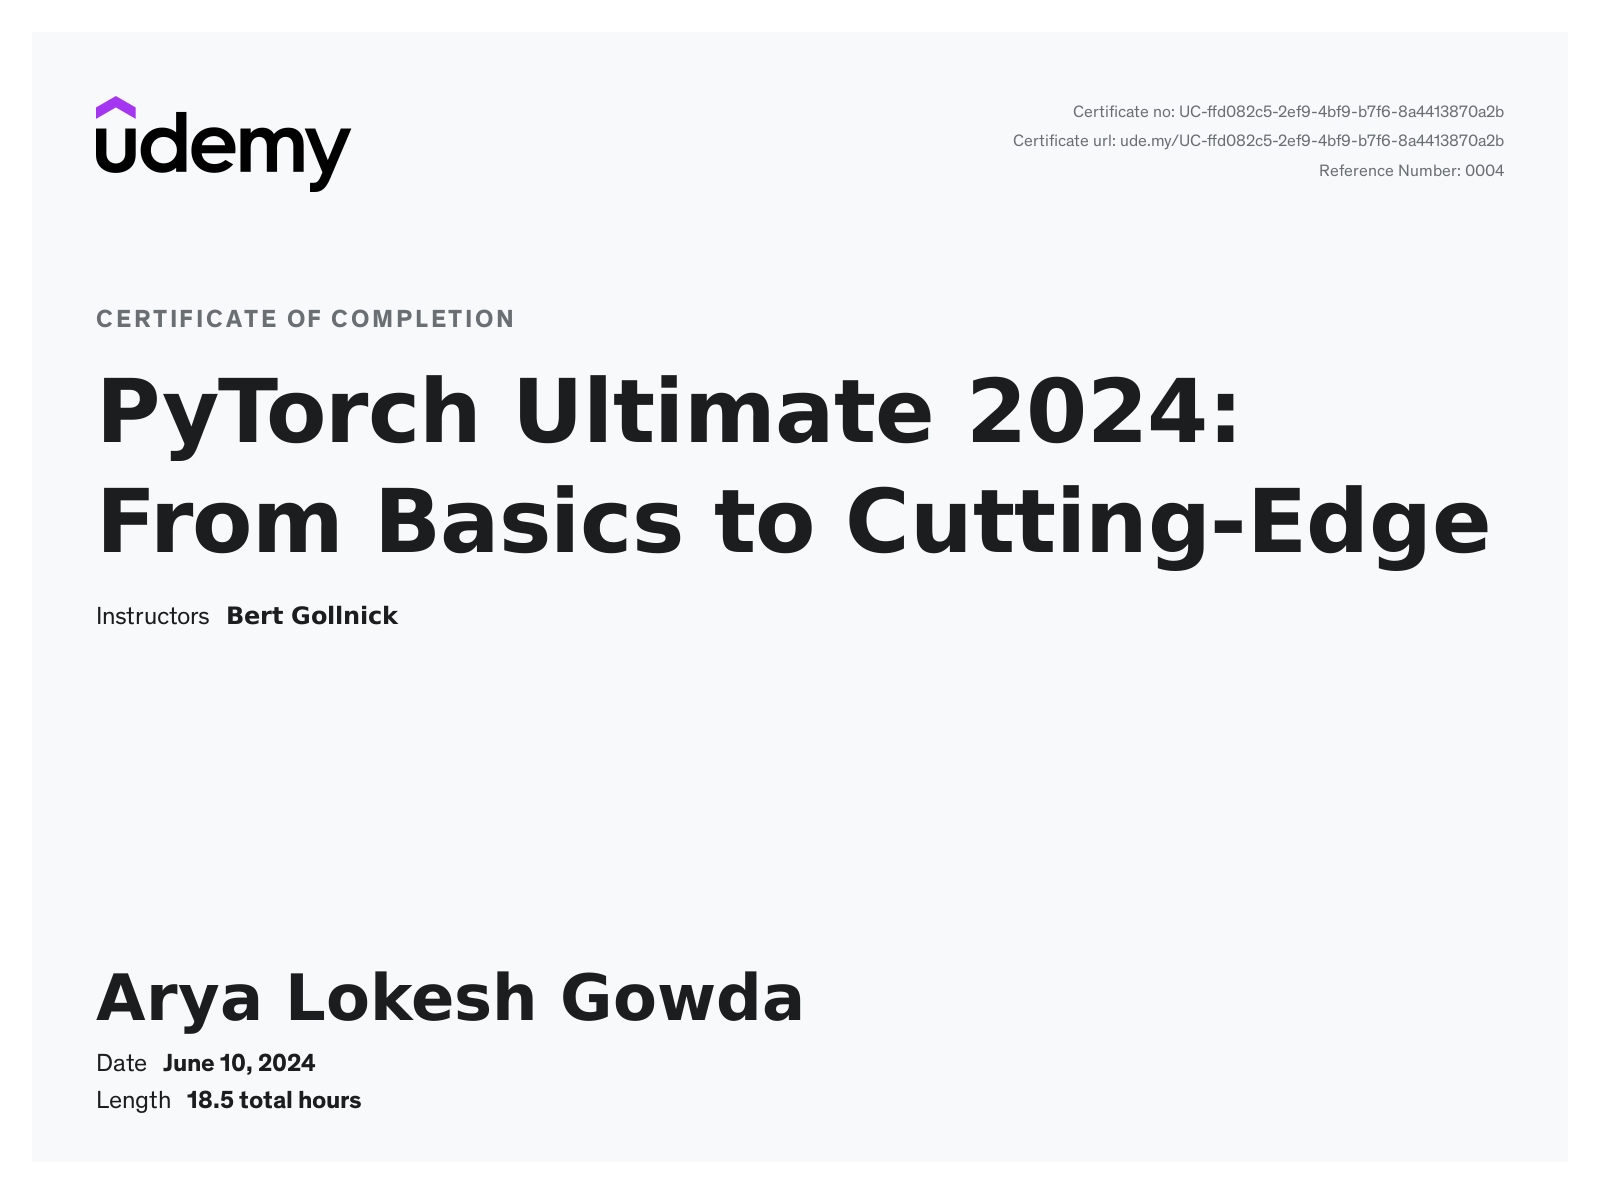 udemy
Certificate no: UC-ffd082c5-2ef9-4bf9-b7f6-8a4413870a2b
Certificate url: ude.my/UC-ffd082c5-2ef9-4bf9-b7f6-8a4413870a2b
Reference Number: 0004
CERTIFICATE OF COMPLETION
PyTorch Ultimate 2024:
From Basics to Cutting-Edge
Instructors Bert Gollnick
Arya Lokesh Gowda
Date June 10, 2024
Length 18.5 total hours